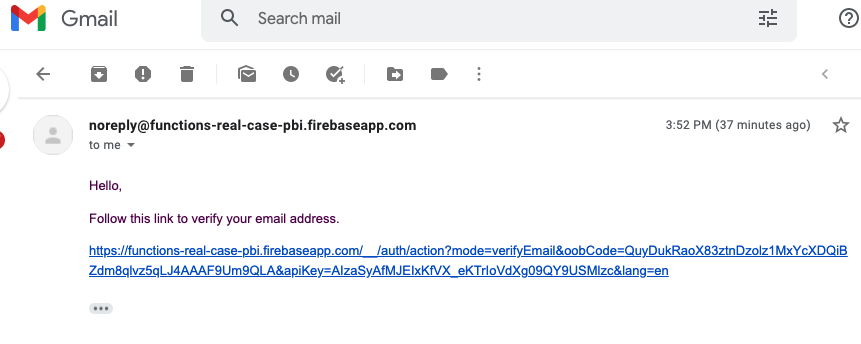 Gmail
Search mail
noreply@functions-real-case-pbi.firebaseapp.com
3:52 PM (37 minutes ago)
to me
Hello,
Follow this link to verify your email address.
https://functions-real-case-pbi.firebaseapp.com/__/auth/action?mode=verifyEmail&oobCode=QuyDukRaoX83ztnDzolz1MxYcXDQiB
Zdm8qlvz5qLJ4AAAF9Um9QLA&apiKey=AIzaSyAfMJEIxKfVX_eKTrIoVdXg09QY9USMlzc&lang=en